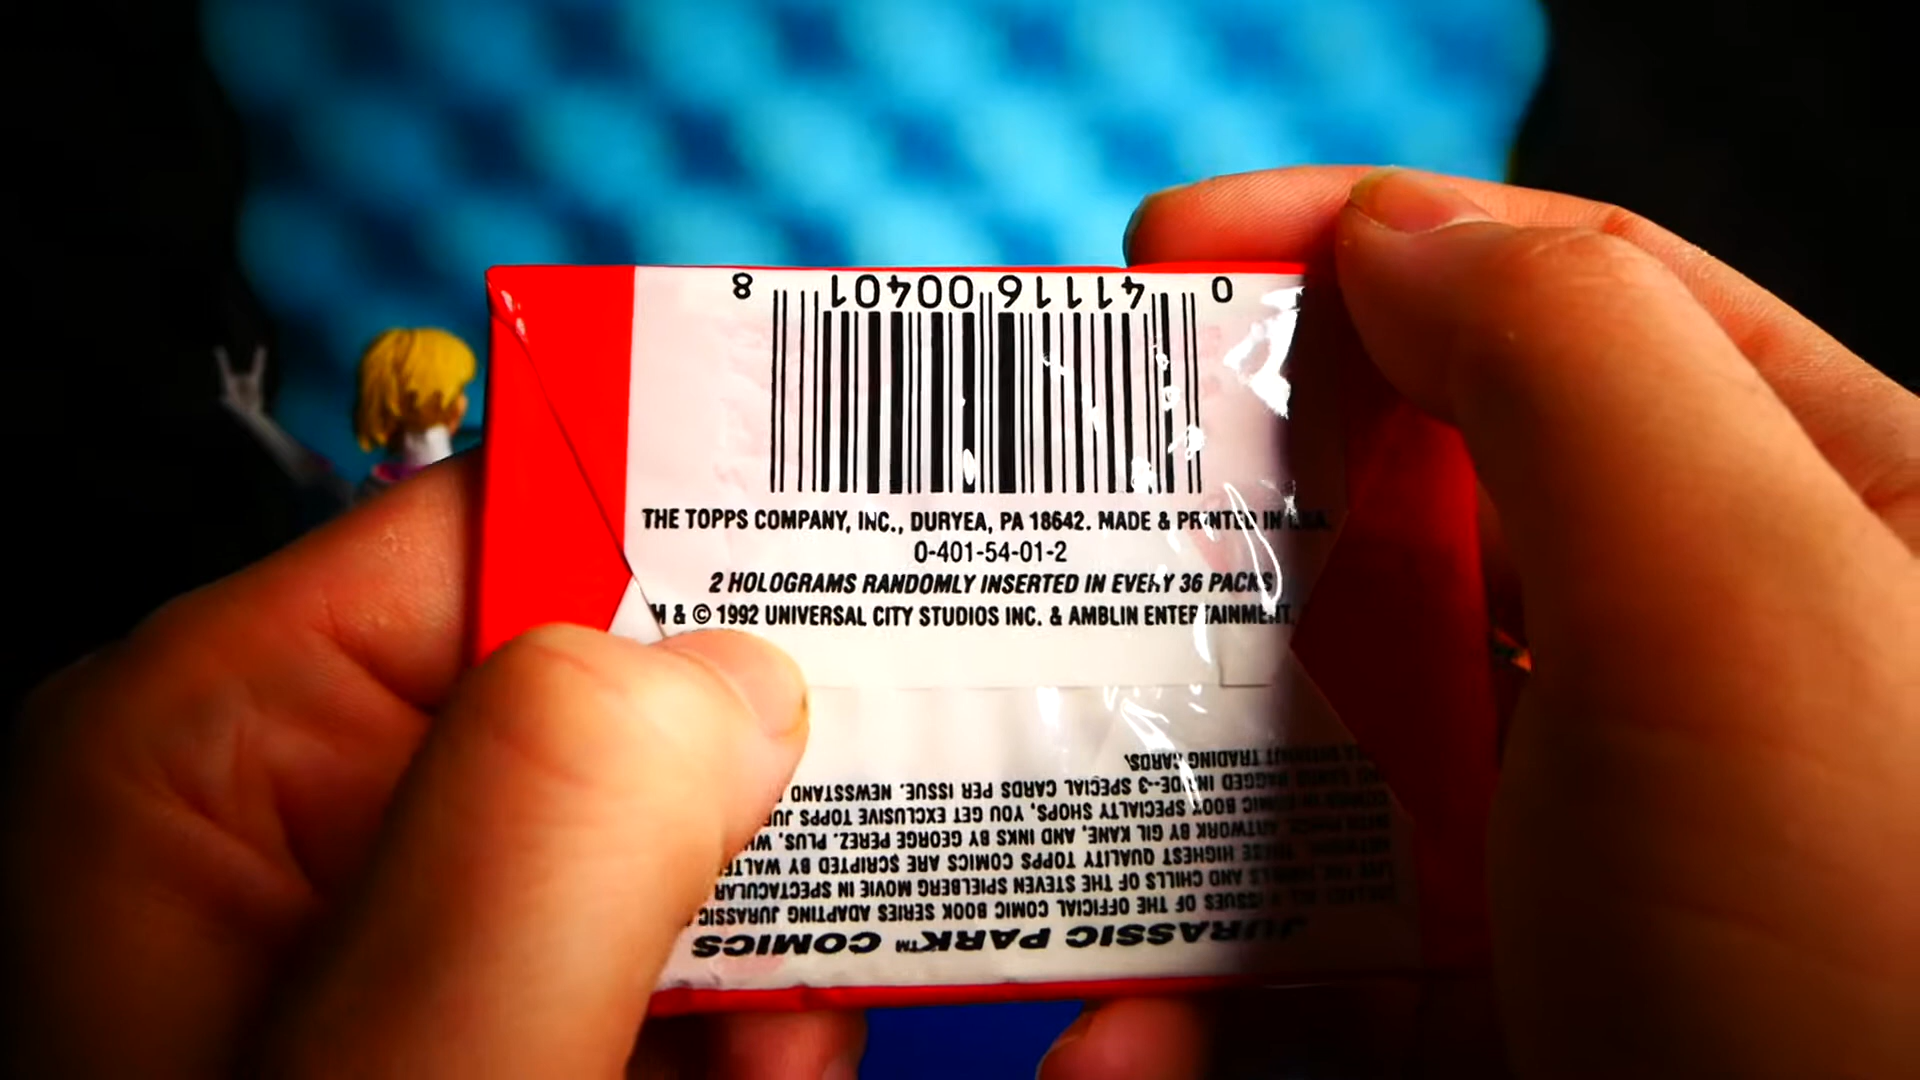 0 41116 00401 8
THE TOPPS COMPANY, INC., DURYEA, PA 18642. MADE & PRINTED IN U.S.A.
0-401-54-01-2
2 HOLOGRAMS RANDOMLY INSERTED IN EVERY 36 PACKS
& © 1992 UNIVERSAL CITY STUDIOS INC. & AMBLIN ENTERTAINMENT,
JURASSIC PARK™ COMICS
ISSUES OF THE OFFICIAL COMIC BOOK SERIES ADAPTING JURASSIC
CHILLS OF THE STEVEN SPIELBERG MOVIE IN SPECTACULAR
THESE HIGHEST QUALITY TOPPS COMICS ARE SCRIPTED BY
ARTWORK BY GIL KANE, AND INKS BY GEORGE PEREZ. PLUS,
BOOK SPECIALTY SHOPS, YOU GET EXCLUSIVE TOPPS
BAGGED INSIDE--3 SPECIAL CARDS PER ISSUE. NEWSSTAND
WITHOUT TRADING CARDS.